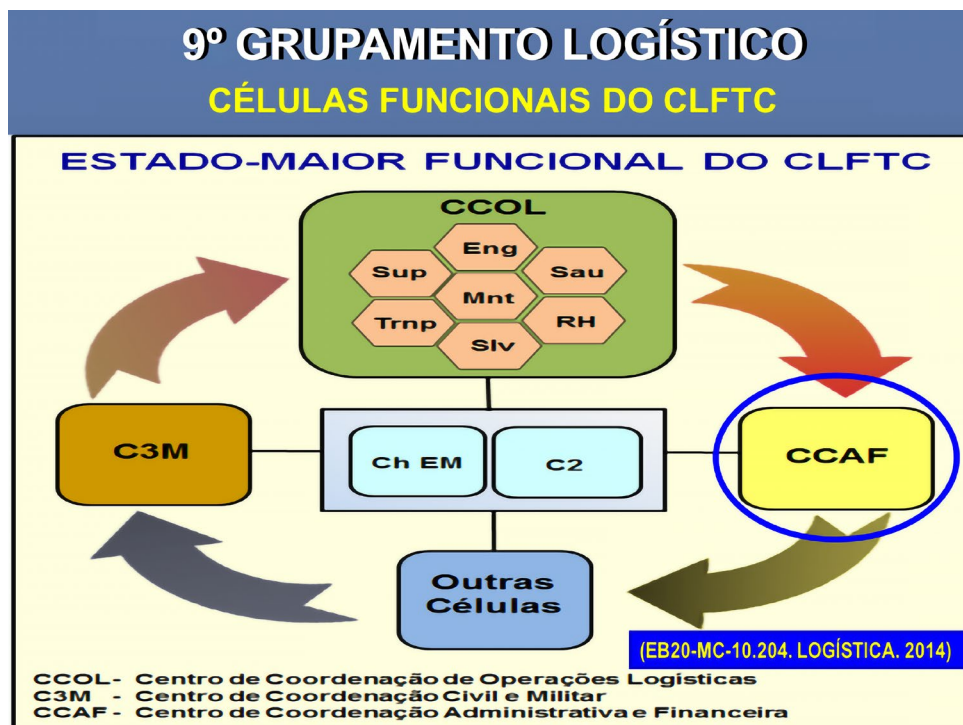 9º GRUPAMENTO LOGÍSTICO
CÉLULAS FUNCIONAIS DO CLFTC
ESTADO-MAIOR FUNCIONAL DO CLFTC
CCOL
Eng
Sup
Sau
Mnt
Trnp
RH
Slv
C3M
Ch EM
C2
CCAF
Outras
Células
(EB20-MC-10.204. LOGÍSTICA. 2014)
CCOL- Centro de Coordenação de Operações Logísticas
C3M - Centro de Coordenação Civil e Militar
CCAF - Centro de Coordenação Administrativa e Financeira